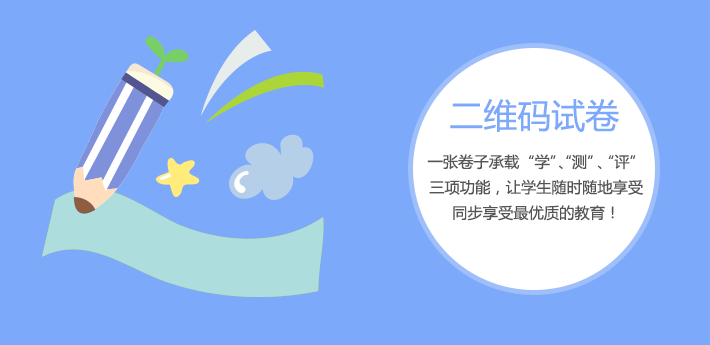 二维码试卷
一张卷子承载“学”、“测”、“评”
三项功能，让学生随时随地享受
同步享受最优质的教育！